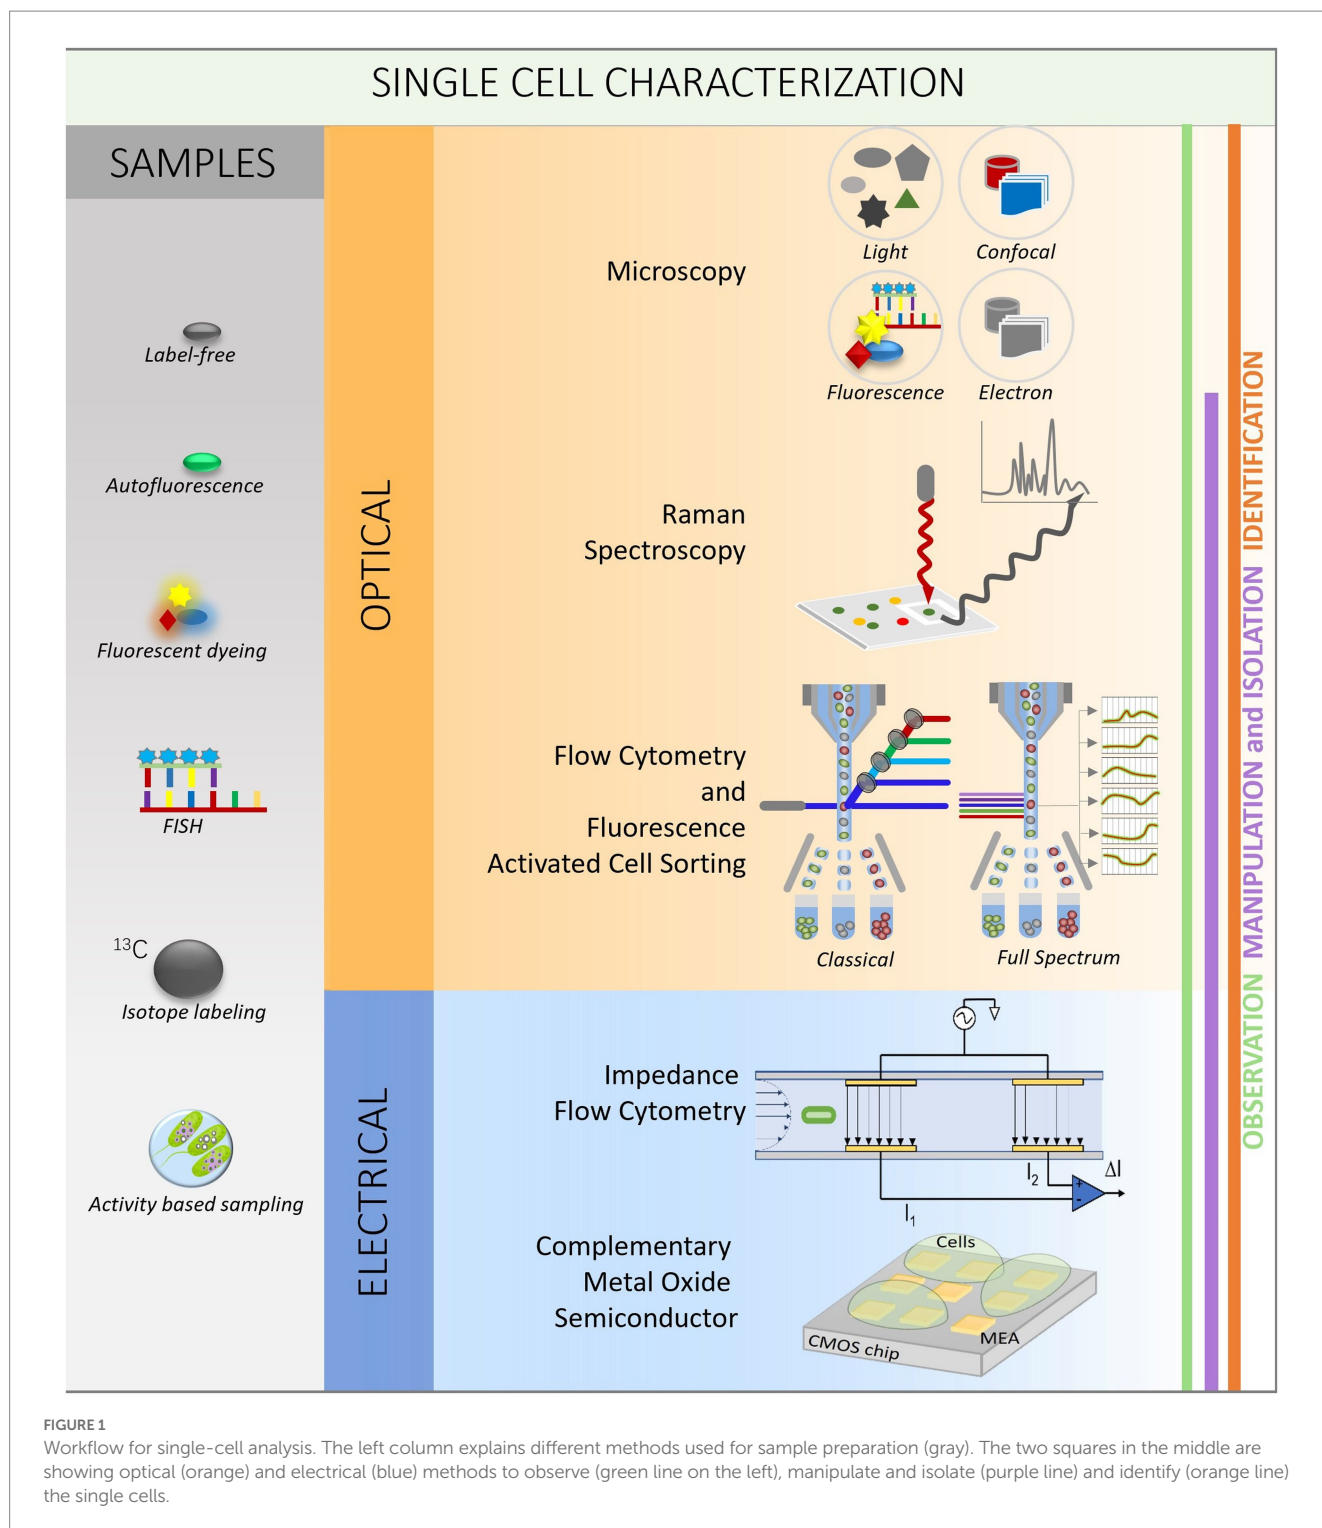 SINGLE CELL CHARACTERIZATION
SAMPLES
Label-free
Autofluorescence
Fluorescent dyeing
FISH
13C
Isotope labeling
Activity based sampling
OPTICAL
Microscopy
Light
Confocal
Fluorescence
Electron
Raman
Spectroscopy
Flow Cytometry
and
Fluorescence
Activated Cell Sorting
Classical
Full Spectrum
ELECTRICAL
Impedance
Flow Cytometry
I2
ΔI
+
-
I1
Complementary
Metal Oxide
Semiconductor
Cells
MEA
CMOS chip
OBSERVATION MANIPULATION and ISOLATION IDENTIFICATION
FIGURE 1
Workflow for single-cell analysis. The left column explains different methods used for sample preparation (gray). The two squares in the middle are
showing optical (orange) and electrical (blue) methods to observe (green line on the left), manipulate and isolate (purple line) and identify (orange line)
the single cells.